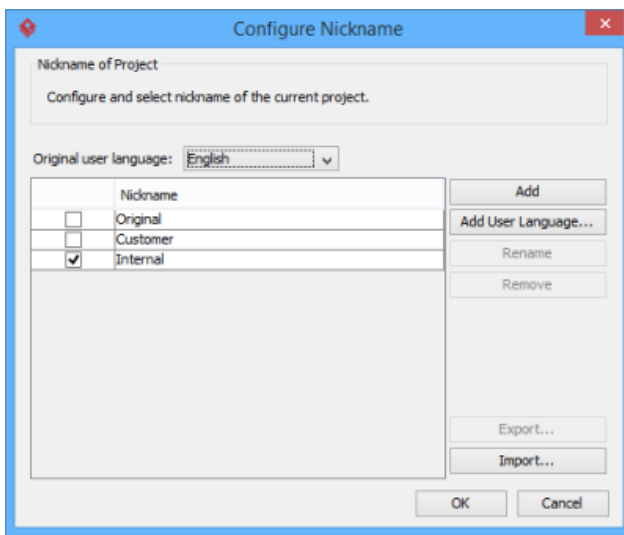 Configure Nickname
Nickname of Project
Configure and select nickname of the current project.
Original user language: English
Nickname
Original
Customer
Internal
Add
Add User Language...
Rename
Remove
Export...
Import...
OK Cancel